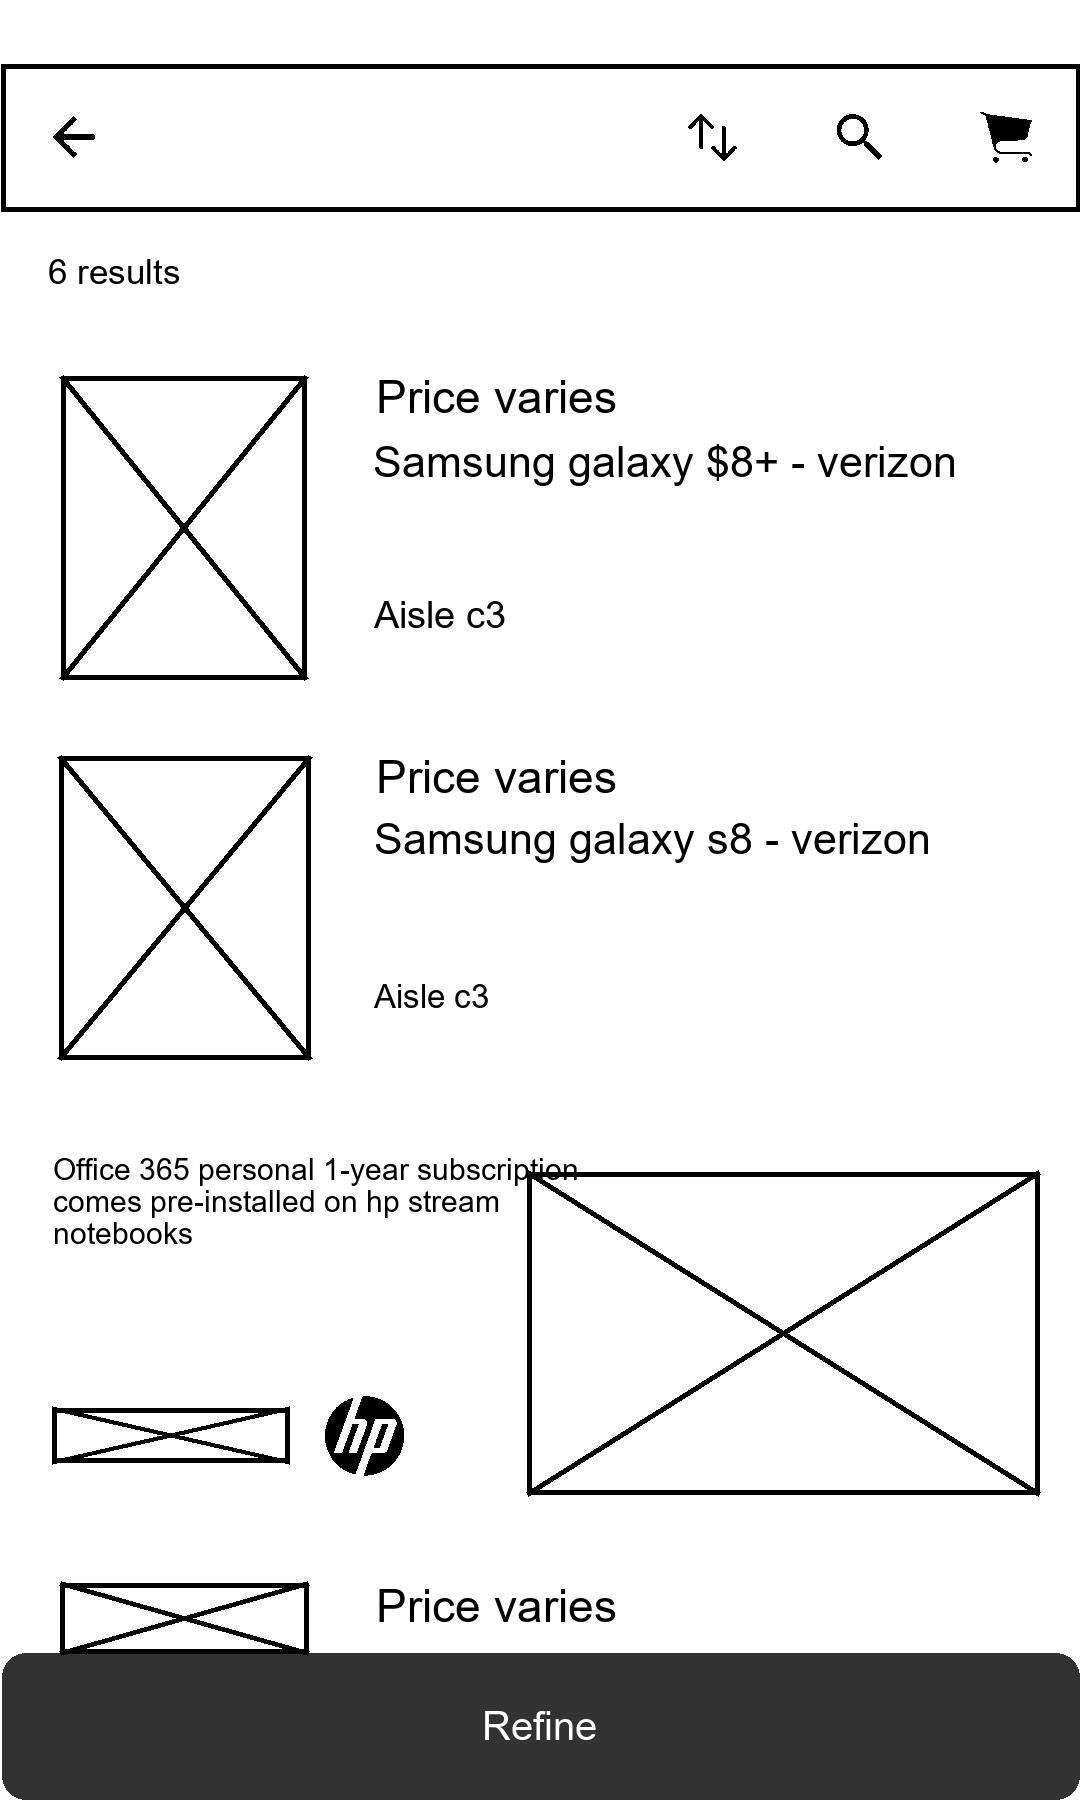 6 results
Price varies
Samsung galaxy $8+ - verizon
Aisle c3
Price varies
Samsung galaxy s8 - verizon
Aisle c3
Office 365 personal 1-year subscription
comes pre-installed on hp stream
notebooks
hp
Price varies
Refine